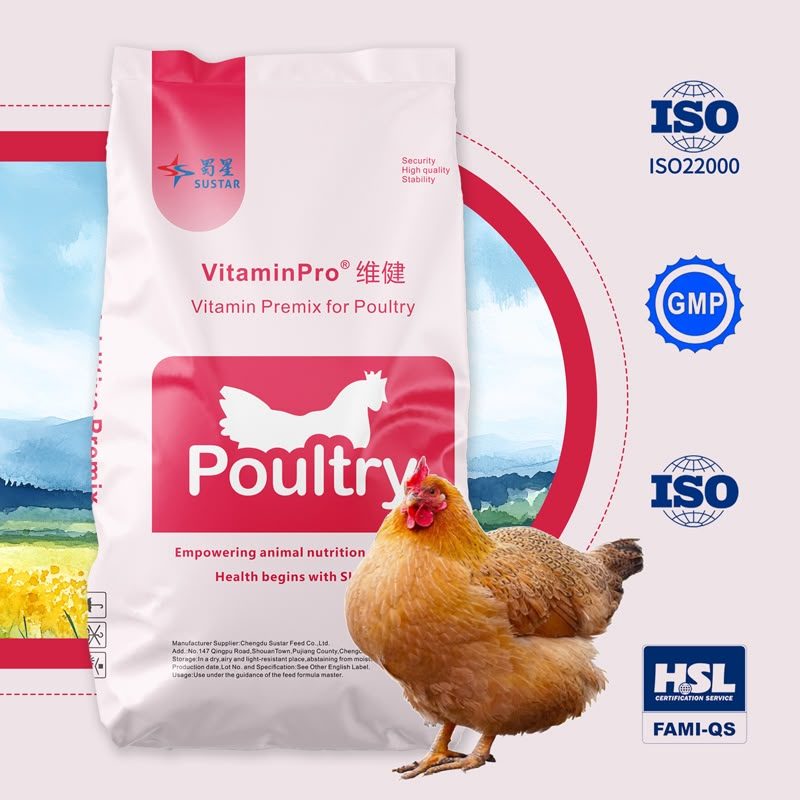 蜀星
SUSTAR
Security
High quality
Stability
VitaminPro® 维健
Vitamin Premix for Poultry
Poultry
Empowering animal nutrition
Health begins with
Manufacturer Supplier:Chengdu Sustar Feed Co.,Ltd.
Add.:No.147 Qingpu Road,ShouanTown,Pujiang County,
Storage:In a dry,airy and light-resistant place,abstaining from
Production date,Lot No. and Specification:See Other English Label.
Usage:Use under the guidance of the feed formula master.
Premix
ISO
ISO22000
GMP
ISO
HSL
CERTIFICATION SERVICE
FAMI-QS